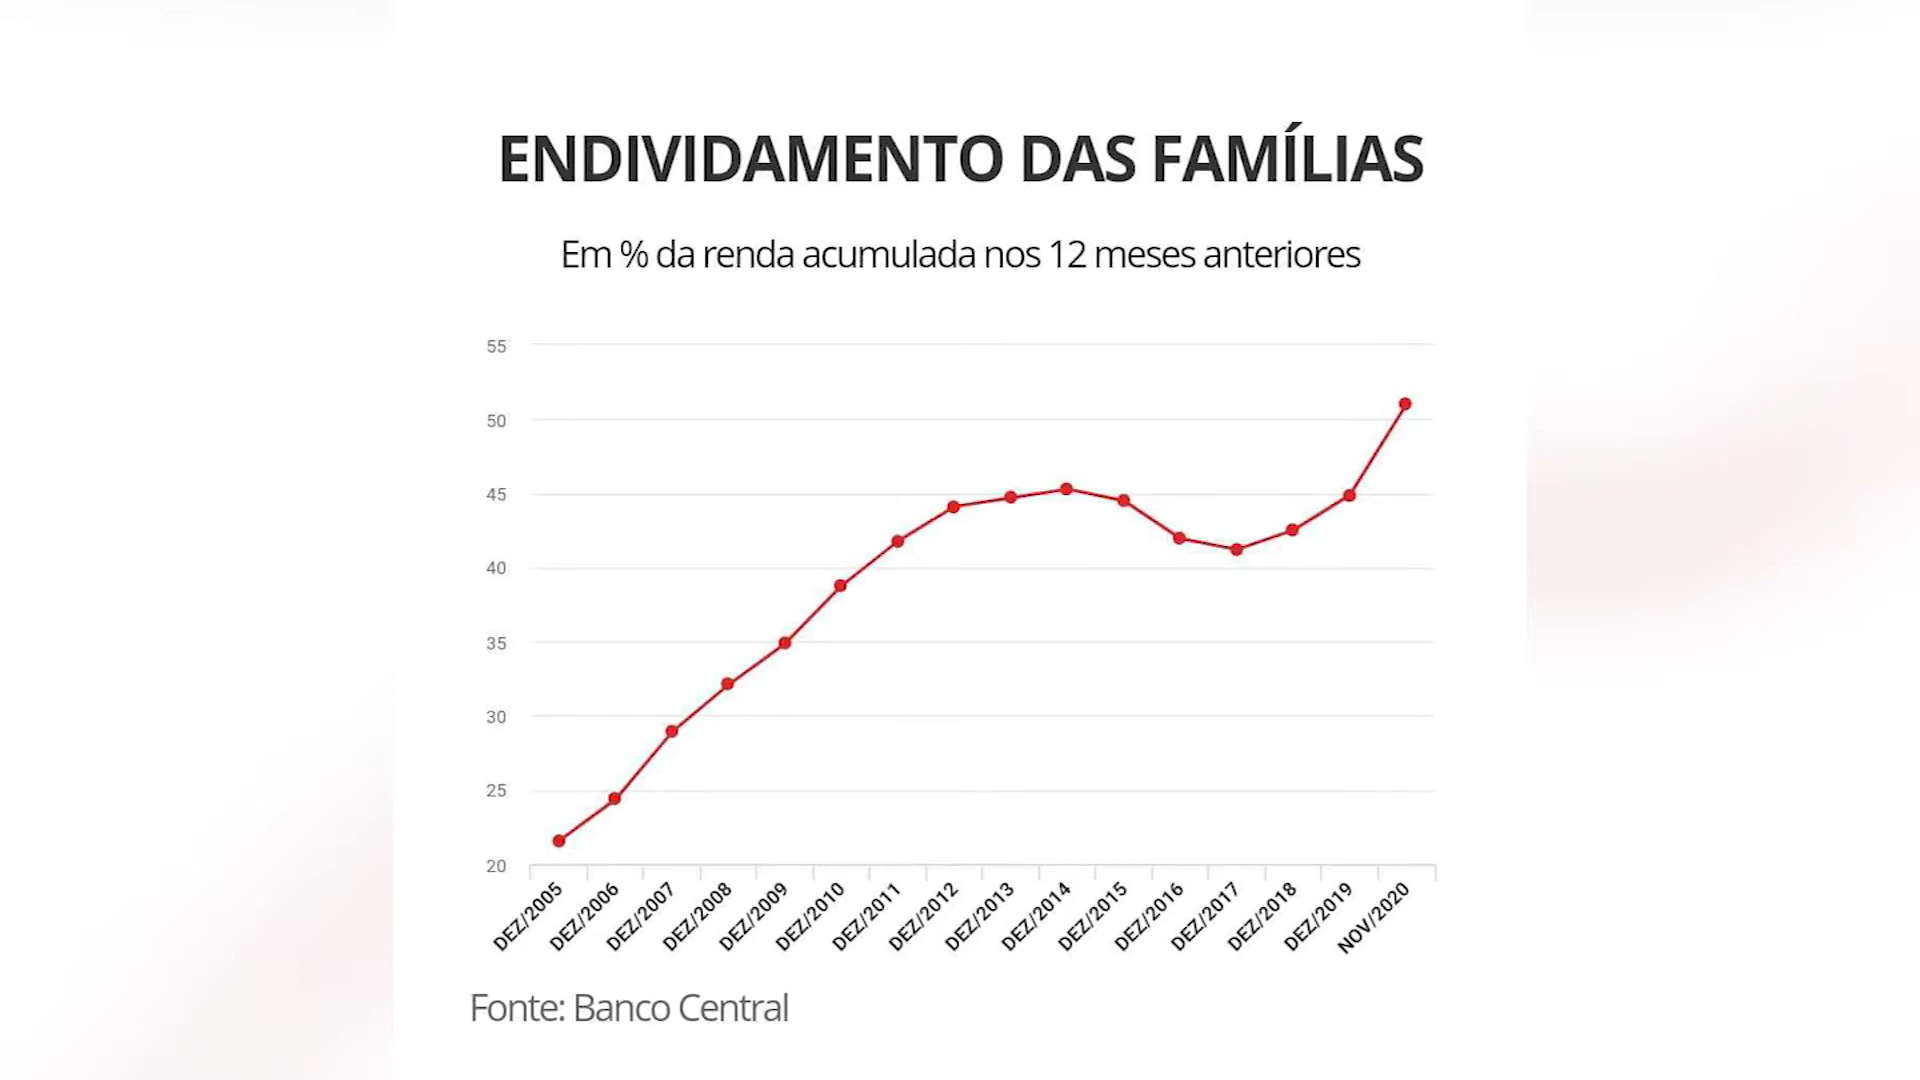 ENDIVIDAMENTO DAS FAMÍLIAS
Em % da renda acumulada nos 12 meses anteriores
55
50
45
40
35
30
25
20
DEZ/2005
DEZ/2006
DEZ/2007
DEZ/2008
DEZ/2009
DEZ/2010
DEZ/2011
DEZ/2012
DEZ/2013
DEZ/2014
DEZ/2015
DEZ/2016
DEZ/2017
DEZ/2018
DEZ/2019
NOV/2020
Fonte: Banco Central